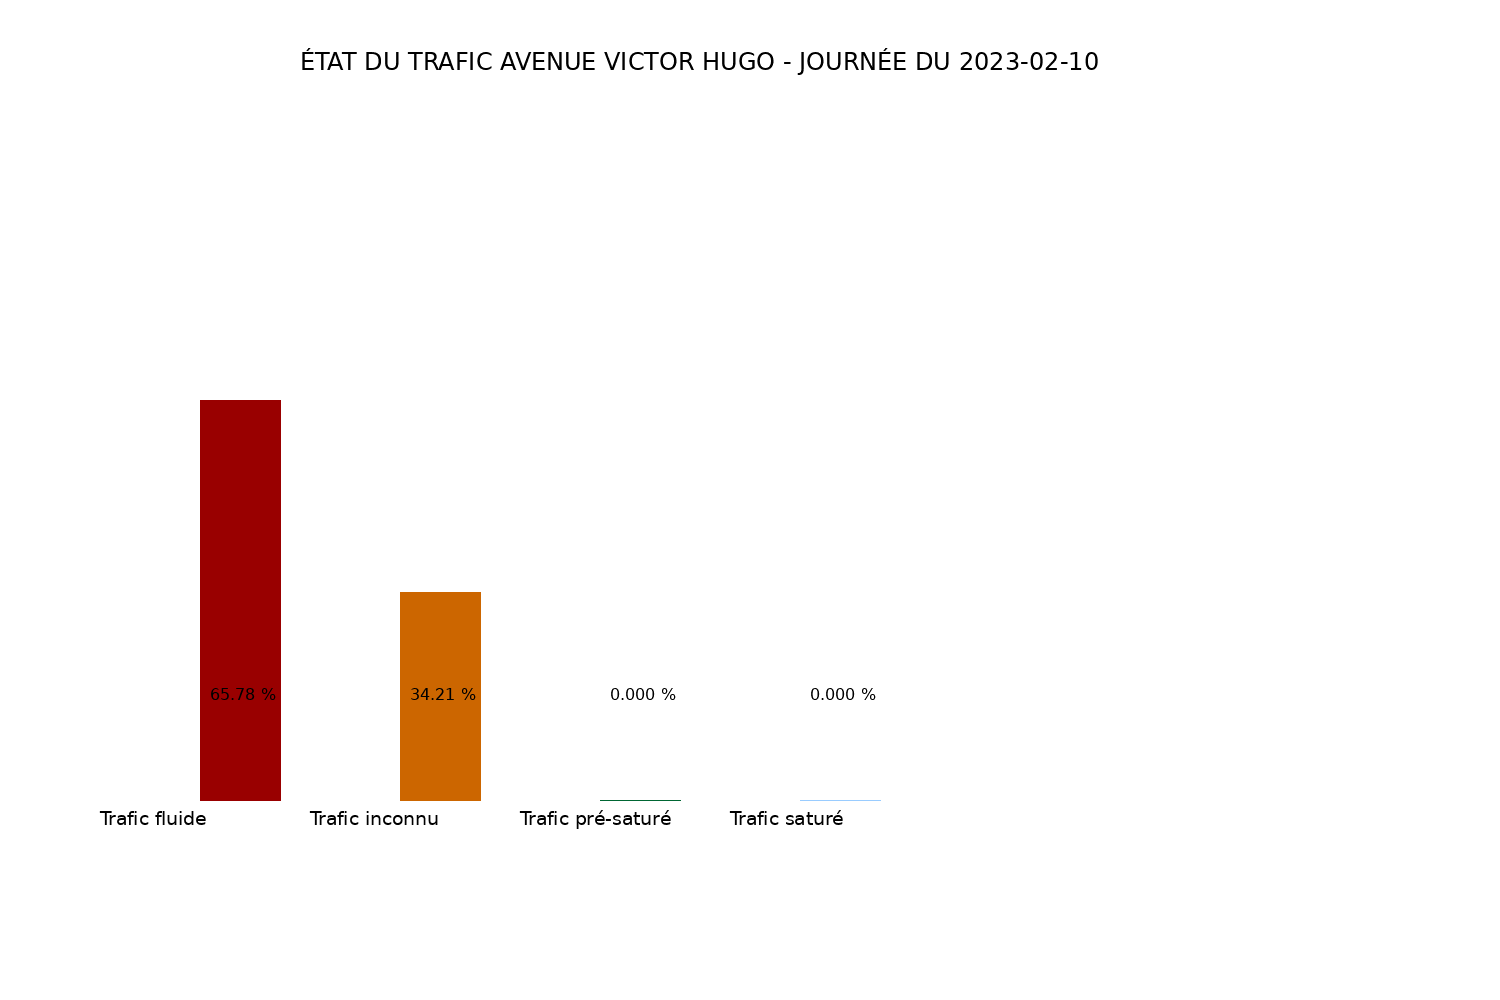 ÉTAT DU TRAFIC AVENUE VICTOR HUGO - JOURNÉE DU 2023-02-10
65.78 % 34.21 % 0.000 % 0.000 %
Trafic fluide Trafic inconnu Trafic pré-saturé Trafic saturé